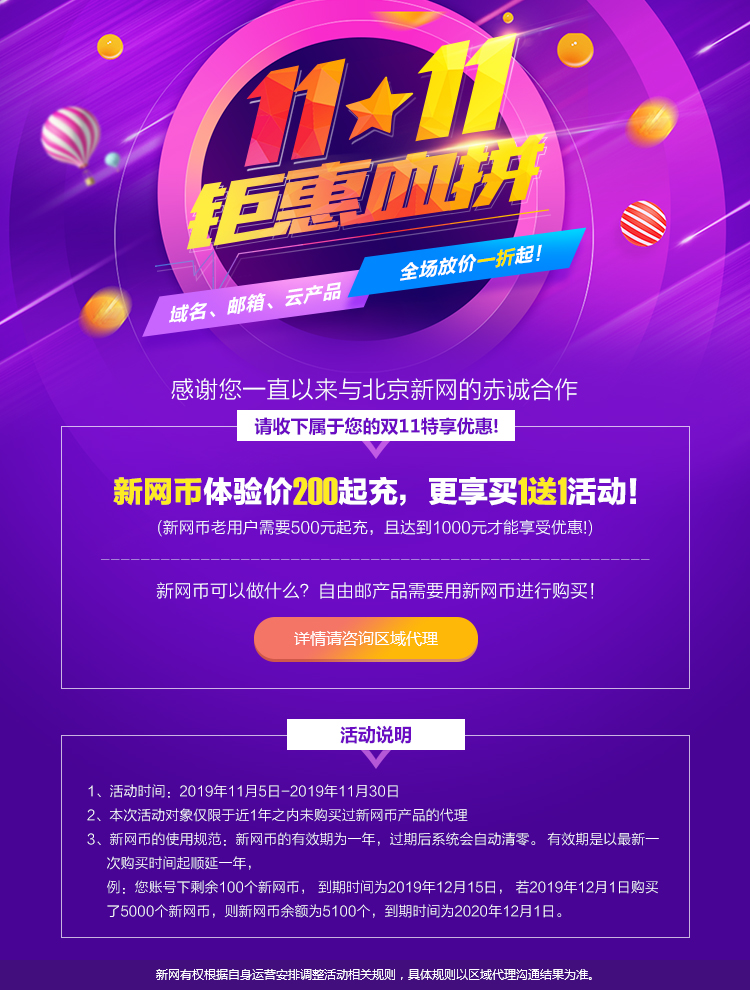 11★11
钜惠血拼
域名、邮箱、云产品
全场放价一折起!
感谢您一直以来与北京新网的赤诚合作
请收下属于您的双11特享优惠!
新网币体验价200起充，更享买1送1活动!
(新网币老用户需要500元起充，且达到1000元才能享受优惠!)
新网币可以做什么？自由邮产品需要用新网币进行购买!
详情请咨询区域代理
活动说明
1、活动时间：2019年11月5日-2019年11月30日
2、本次活动对象仅限于近1年之内未购买过新网币产品的代理
3、新网币的使用规范：新网币的有效期为一年，过期后系统会自动清零。 有效期是以最新一
次购买时间起顺延一年，
例：您账号下剩余100个新网币， 到期时间为2019年12月15日， 若2019年12月1日购买
了5000个新网币，则新网币余额为5100个，到期时间为2020年12月1日。
新网有权根据自身运营安排调整活动相关规则，具体规则以区域代理沟通结果为准。